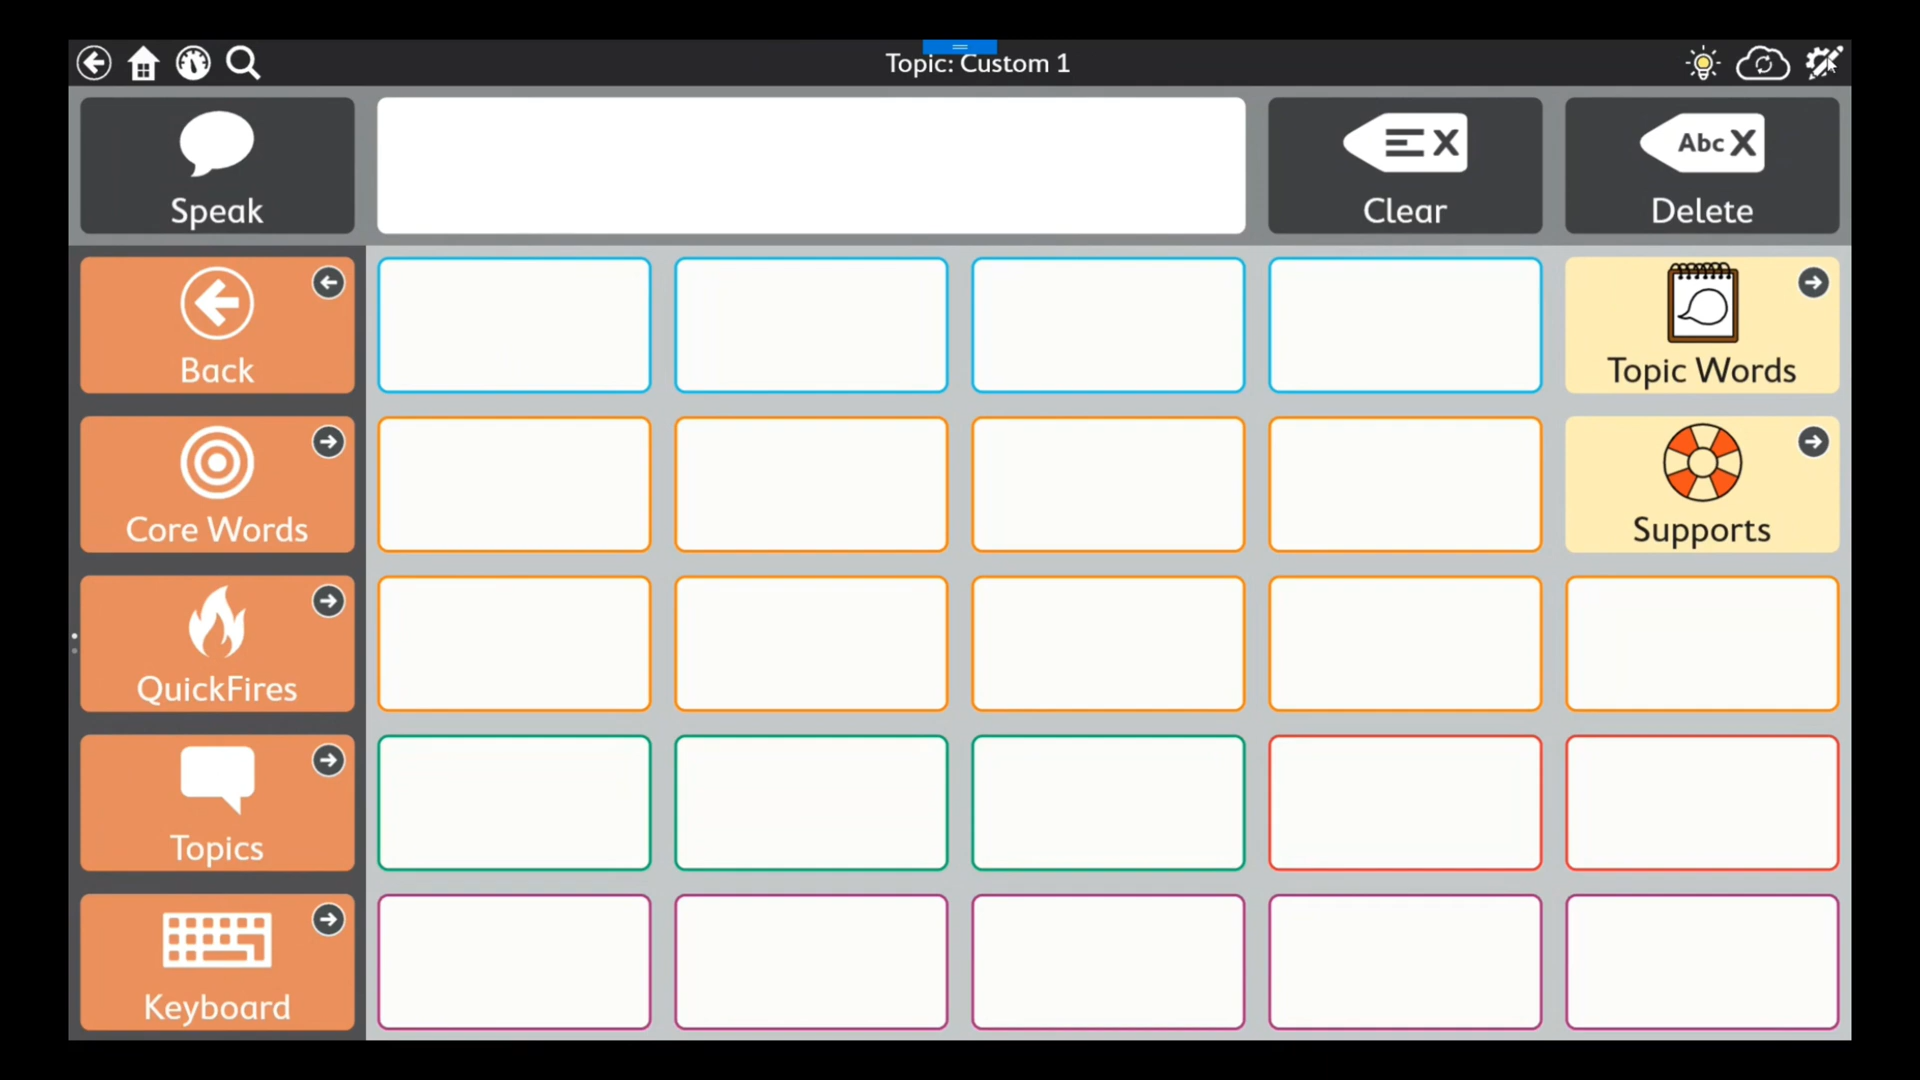 Topic: Custom 1
Speak
X
Clear
Abc X
Delete
Back
Topic Words
Core Words
Supports
QuickFires
Topics
Keyboard